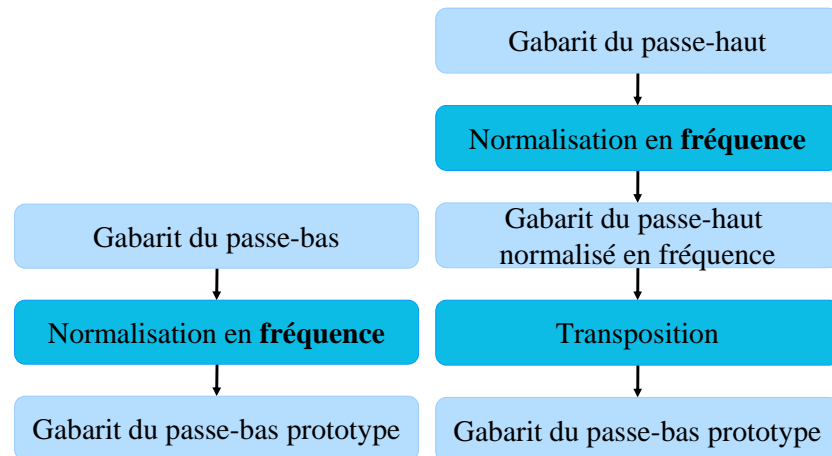 Gabarit du passe-bas
Normalisation en fréquence
Gabarit du passe-bas prototype
Gabarit du passe-haut
Normalisation en fréquence
Gabarit du passe-haut
normalisé en fréquence
Transposition
Gabarit du passe-bas prototype